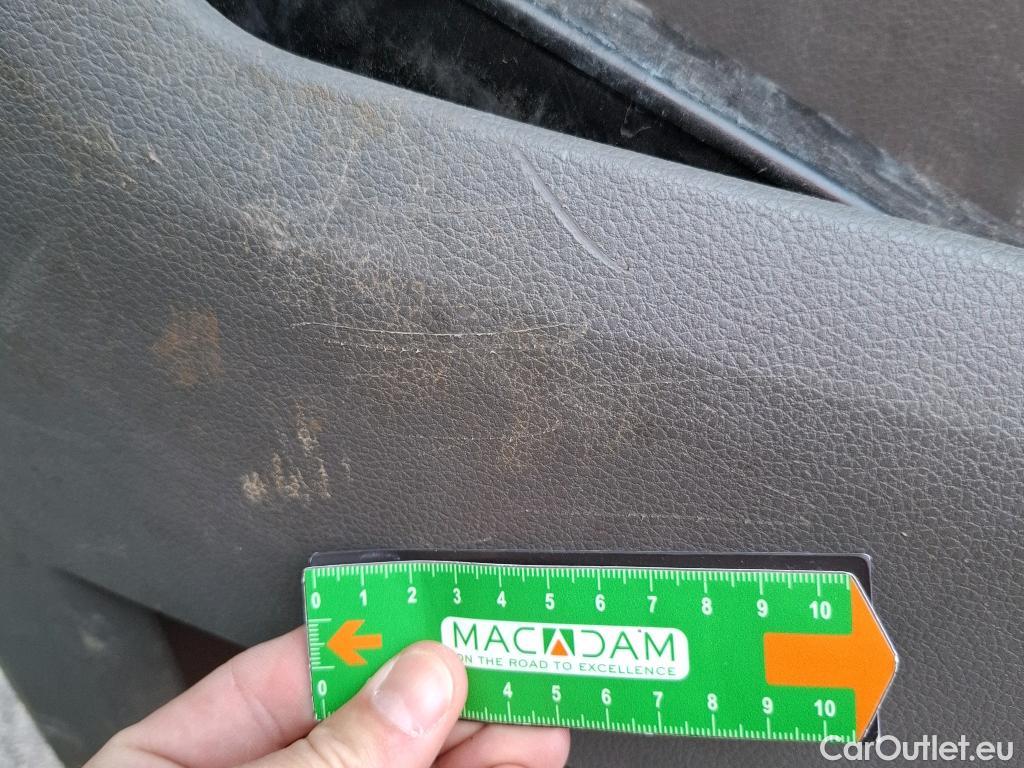 0 1 2 3 4 5 6 7 8 9 10
MACADAM
ON THE ROAD TO EXCELLENCE
0 4 5 6 7 8 9 10
CarOutlet.eu